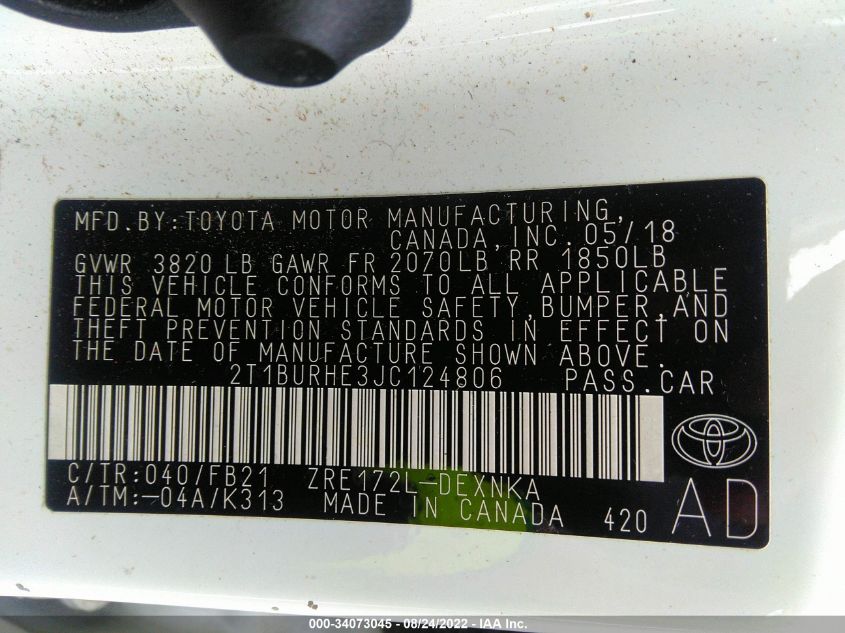 MFD.BY:TOYOTA MOTOR MANUFACTURING,
CANADA,INC. 05/18
GVWR 3820 LB GAWR FR 2070LB RR 1850LB
THIS VEHICLE CONFORMS TO ALL APPLICABLE
FEDERAL MOTOR VEHICLE SAFETY,BUMPER,AND
THEFT PREVENTION STANDARDS IN EFFECT ON
THE DATE OF MANUFACTURE SHOWN ABOVE.
2T1BURHE3JC124806 PASS.CAR
C/TR:040/FB21 ZRE172L-DEXNKA
A/TM:-04A/K313 MADE IN CANADA 420 AD
000-34073045 - 08/24/2022 - IAA Inc.